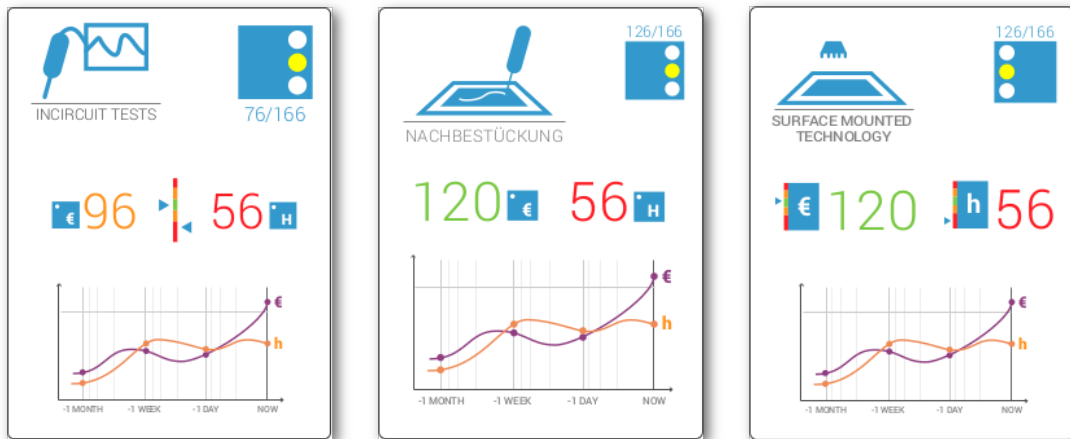 INCIRCUIT TESTS
76/166
€ 96
56 H
€
h
-1 MONTH -1 WEEK -1 DAY NOW
126/166
NACHBESTÜCKUNG
120 €
56 H
€
h
-1 MONTH -1 WEEK -1 DAY NOW
126/166
SURFACE MOUNTED
TECHNOLOGY
€ 120
h 56
€
h
-1 MONTH -1 WEEK -1 DAY NOW